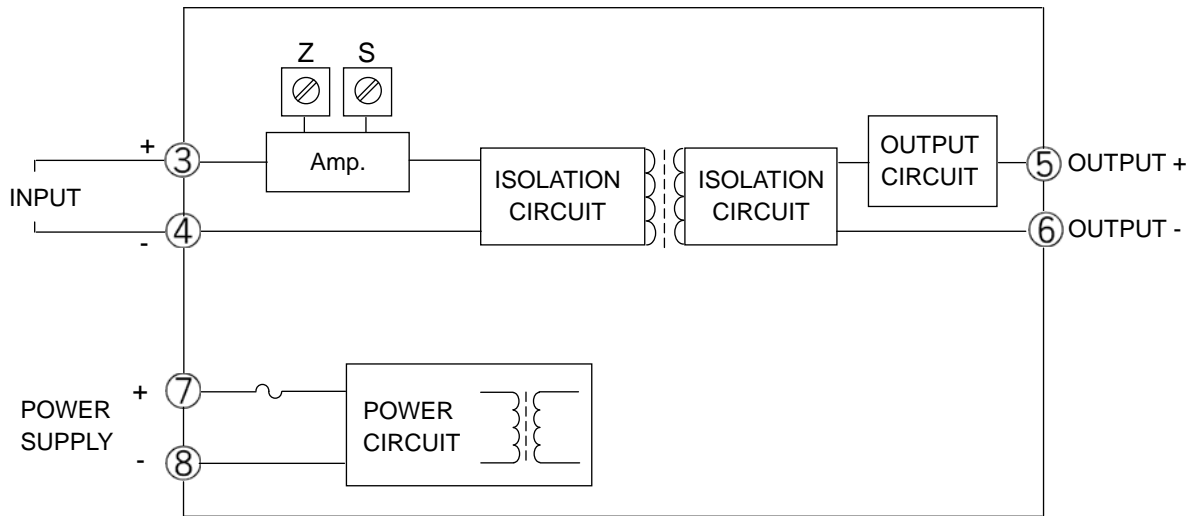 Z S
+ 3 Amp. OUTPUT
CIRCUIT 5 OUTPUT +
INPUT ISOLATION
CIRCUIT ISOLATION
CIRCUIT
- 4 6 OUTPUT -
POWER
SUPPLY + 7 POWER
CIRCUIT
- 8